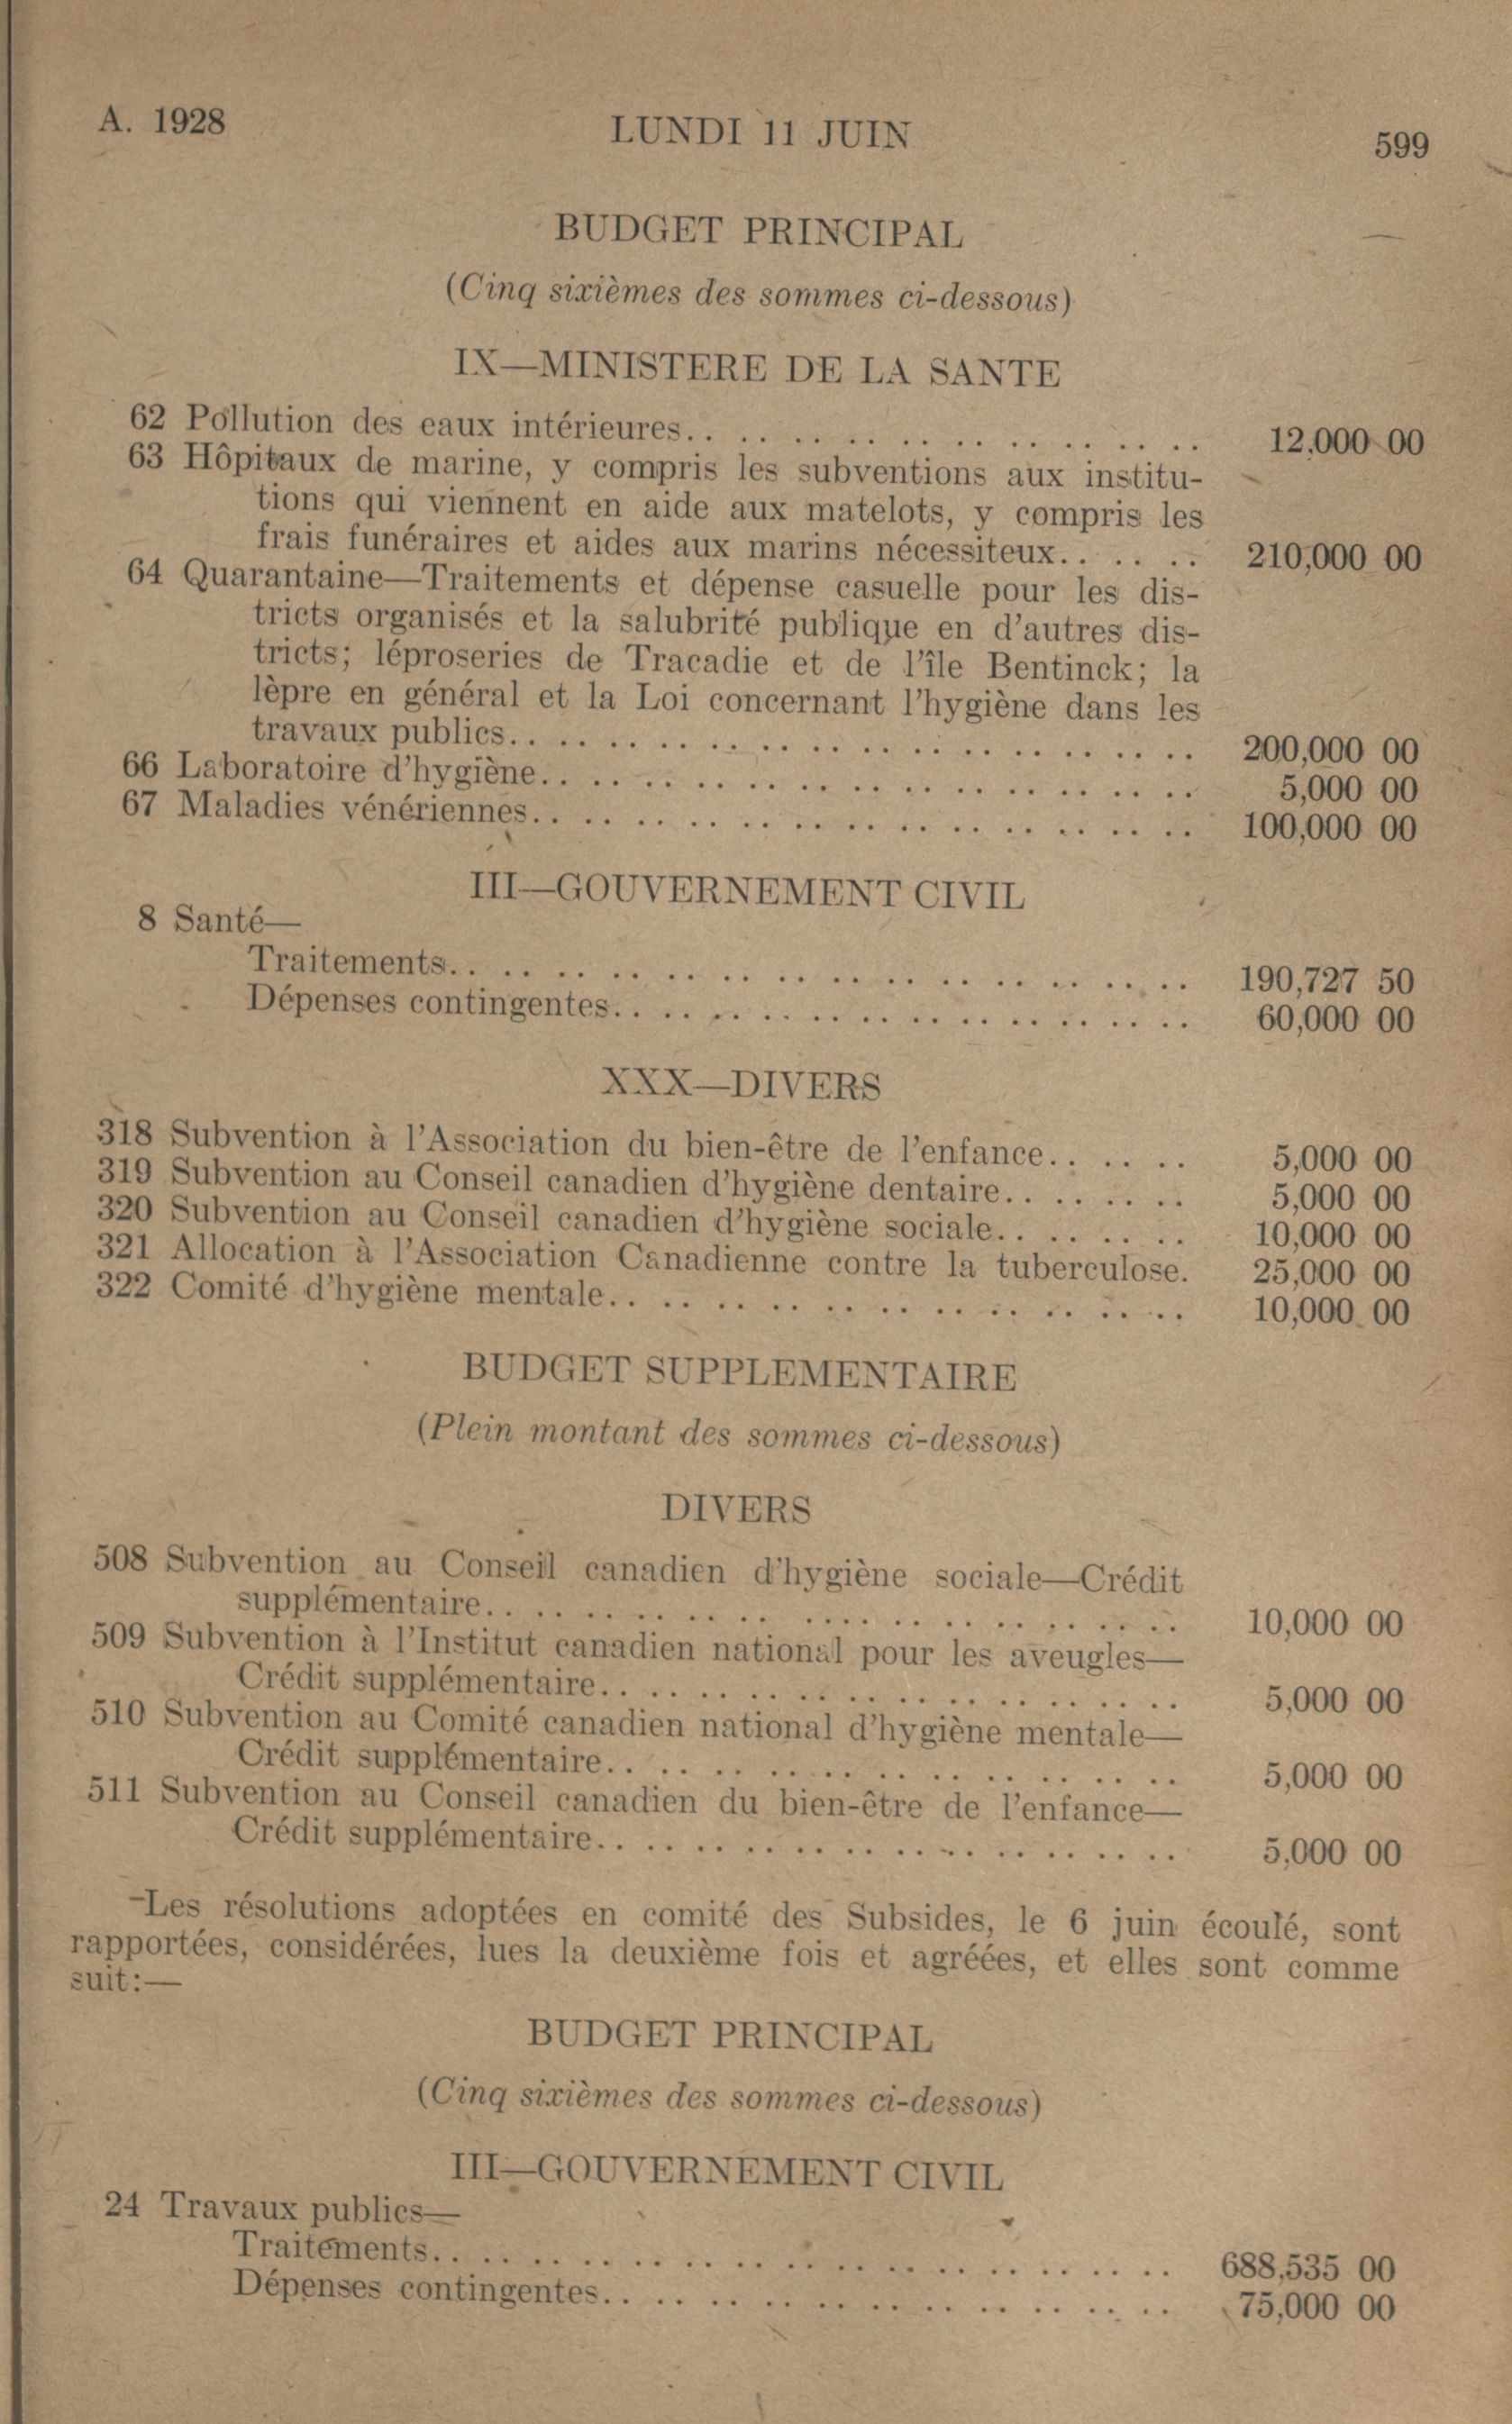 A. 1928 LUNDI 11 JUIN 599
BUDGET PRINCIPAL
(Cinq sixièmes des sommes ci-dessous)
IX—MINISTERE DE LA SANTE
62 Pollution des eaux intérieures.. .. .. .. .. .. .. .. .. .. 12,000 00
63 Hôpitaux de marine, y compris les subventions aux institu-
tions qui viennent en aide aux matelots, y compris les
frais funéraires et aides aux marins nécessiteux.. .. .. 210,000 00
64 Quarantaine—Traitements et dépense casuelle pour les dis-
tricts organisés et la salubrité publique en d'autres dis-
tricts; léproseries de Tracadie et de l'île Bentinck; la
lèpre en général et la Loi concernant l'hygiène dans les
travaux publics.. .. .. .. .. .. .. .. .. .. .. .. .. .. 200,000 00
66 Laboratoire d'hygiène.. .. .. .. .. .. .. .. .. .. .. .. .. 5,000 00
67 Maladies vénériennes.. .. .. .. .. .. .. .. .. .. .. .. .. 100,000 00
III—GOUVERNEMENT CIVIL
8 Santé—
Traitements.. .. .. .. .. .. .. .. .. .. .. .. .. .. 190,727 50
Dépenses contingentes.. .. .. .. .. .. .. .. .. .. .. .. 60,000 00
XXX—DIVERS
318 Subvention à l'Association du bien-être de l'enfance.. .. .. 5,000 00
319 Subvention au Conseil canadien d'hygiène dentaire.. .. .. .. 5,000 00
320 Subvention au Conseil canadien d'hygiène sociale.. .. .. .. 10,000 00
321 Allocation à l'Association Canadienne contre la tuberculose. 25,000 00
322 Comité d'hygiène mentale.. .. .. .. .. .. .. .. .. .. .. 10,000 00
BUDGET SUPPLEMENTAIRE
(Plein montant des sommes ci-dessous)
DIVERS
508 Subvention au Conseil canadien d'hygiène sociale—Crédit
supplémentaire.. .. .. .. .. .. .... .. .. .. .. .. .. 10,000 00
509 Subvention à l'Institut canadien national pour les aveugles—
Crédit supplémentaire.. .. .. .. .. .. .. .. .. .. .. .. 5,000 00
510 Subvention au Comité canadien national d'hygiène mentale—
Crédit supplémentaire.. .. .. .. .. .. .. .. .. .. .. 5,000 00
511 Subvention au Conseil canadien du bien-être de l'enfance—
Crédit supplémentaire.. .. .. .. .. .. .. .. .. .. .. .. 5,000 00
Les résolutions adoptées en comité des Subsides, le 6 juin écoulé, sont
rapportées, considérées, lues la deuxième fois et agréées, et elles sont comme
suit:—
BUDGET PRINCIPAL
(Cinq sixièmes des sommes ci-dessous)
III—GOUVERNEMENT CIVIL
24 Travaux publics—
Traitements.. .. .. .. .. .. .. .. .. .. .. .. .. .. .. 688,535 00
Dépenses contingentes.. .. .. .. .. .. .. .. .. .. .. 75,000 00